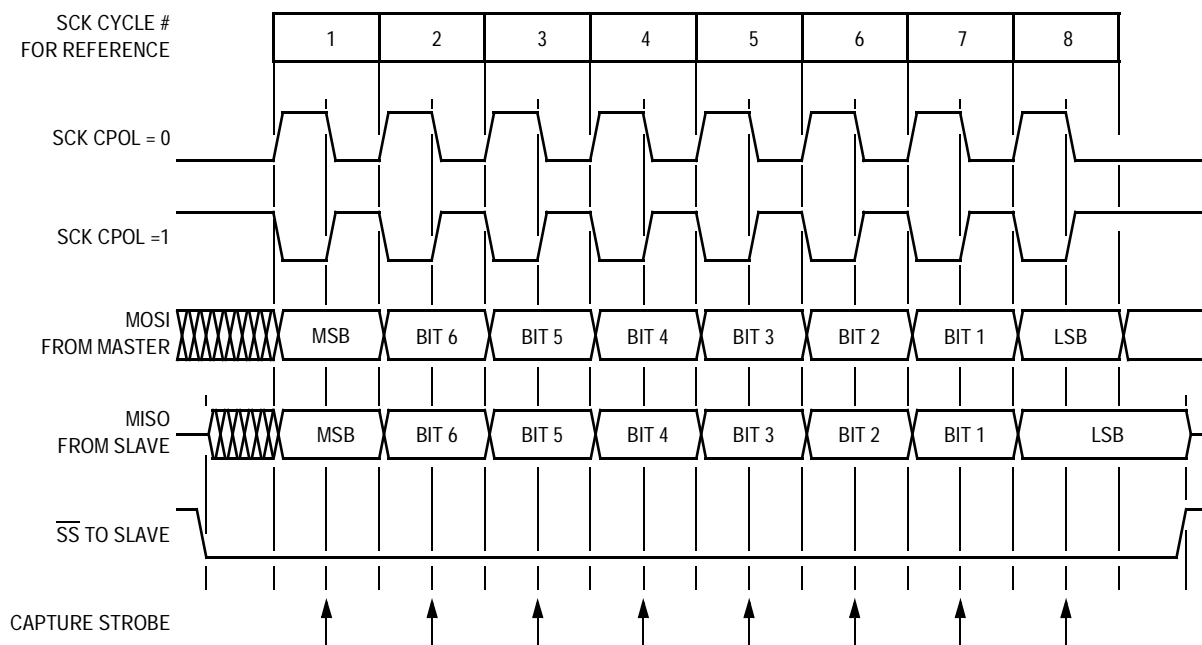 SCK CYCLE #
FOR REFERENCE
1 2 3 4 5 6 7 8
SCK CPOL = 0
SCK CPOL =1
MOSI
FROM MASTER
MSB BIT 6 BIT 5 BIT 4 BIT 3 BIT 2 BIT 1 LSB
MISO
FROM SLAVE
MSB BIT 6 BIT 5 BIT 4 BIT 3 BIT 2 BIT 1 LSB
S̅S̅ TO SLAVE
CAPTURE STROBE